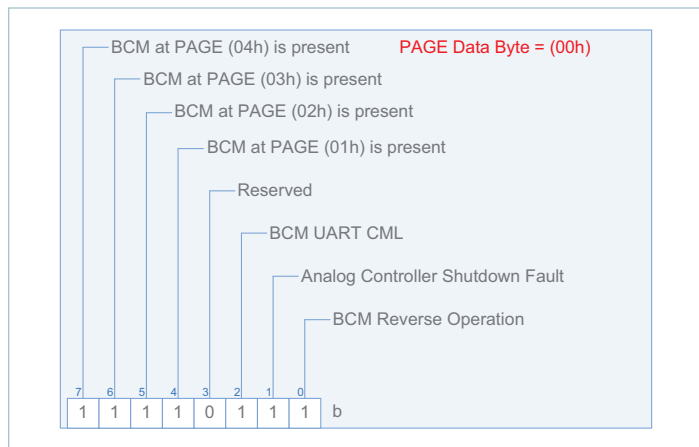 BCM at PAGE (04h) is present PAGE Data Byte = (00h)
BCM at PAGE (03h) is present
BCM at PAGE (02h) is present
BCM at PAGE (01h) is present
Reserved
BCM UART CML
Analog Controller Shutdown Fault
BCM Reverse Operation
7 6 5 4 3 2 1 0
1 1 1 1 0 1 1 1 b